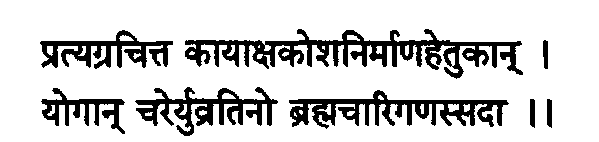 प्रत्यग्रचित्त कायाक्षकोशनिर्माणहेतुकान् ।
योगान् चरेर्युव्रतिनो ब्रह्मचारिगणस्सदा ।।